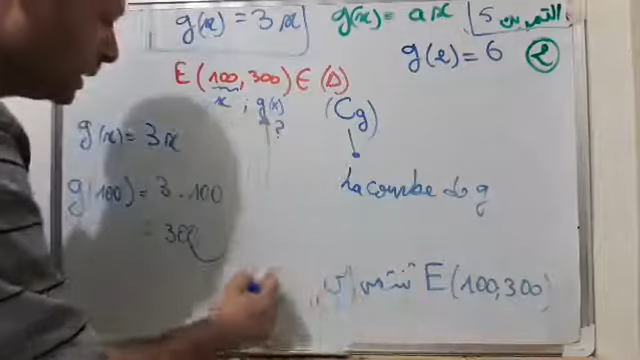 g(x) = 3x
g(x) = ax
التمرين 5
g(2) = 6 (2)
E(100,300) ∈ (D)
x ; g(x)
?
(Cg)
g(x) = 3x
g(100) = 3 . 100
= 300
La courbe de g
E(100,300)